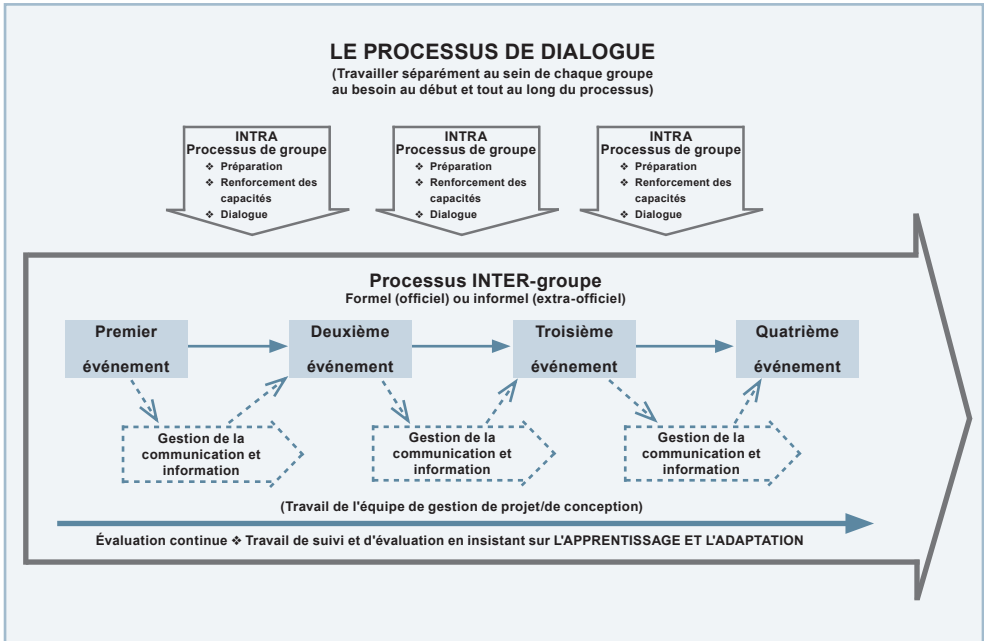 LE PROCESSUS DE DIALOGUE
(Travailler séparément au sein de chaque groupe
au besoin au début et tout au long du processus)
INTRA
Processus de groupe
❖ Préparation
❖ Renforcement des
capacités
❖ Dialogue
INTRA
Processus de groupe
❖ Préparation
❖ Renforcement des
capacités
❖ Dialogue
INTRA
Processus de groupe
❖ Préparation
❖ Renforcement des
capacités
❖ Dialogue
Processus INTER-groupe
Formel (officiel) ou informel (extra-officiel)
Premier
événement
Deuxième
événement
Troisième
événement
Quatrième
événement
Gestion de la
communication et
information
Gestion de la
communication et
information
Gestion de la
communication et
information
(Travail de l'équipe de gestion de projet/de conception)
Évaluation continue ❖ Travail de suivi et d'évaluation en insistant sur L'APPRENTISSAGE ET L'ADAPTATION